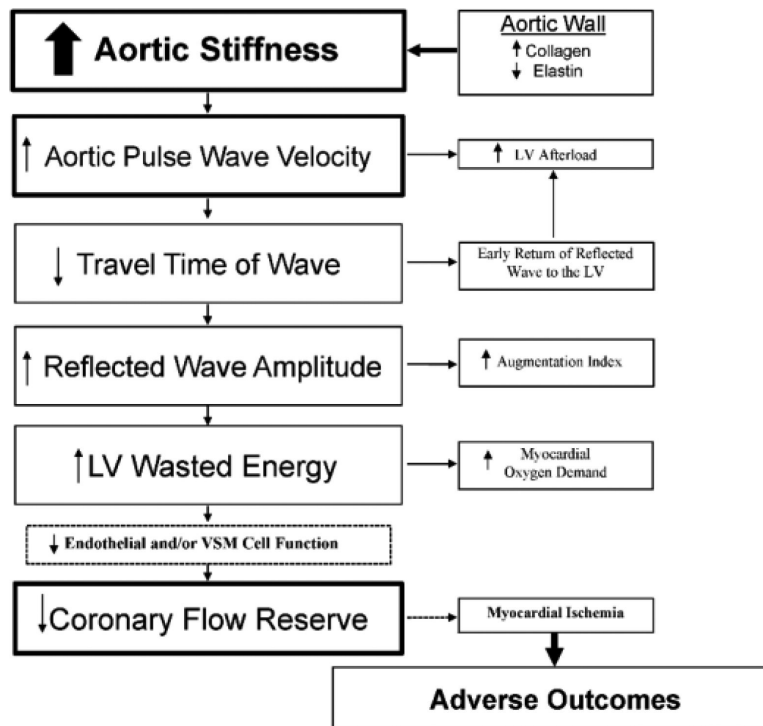 Aortic Stiffness
Aortic Wall
↑ Collagen
↓ Elastin
↑ Aortic Pulse Wave Velocity
↑ LV Afterload
↓ Travel Time of Wave
Early Return of Reflected
Wave to the LV
↑ Reflected Wave Amplitude
↑ Augmentation Index
↑ LV Wasted Energy
↑ Myocardial
Oxygen Demand
↓ Endothelial and/or VSM Cell Function
↓ Coronary Flow Reserve
Myocardial Ischemia
Adverse Outcomes